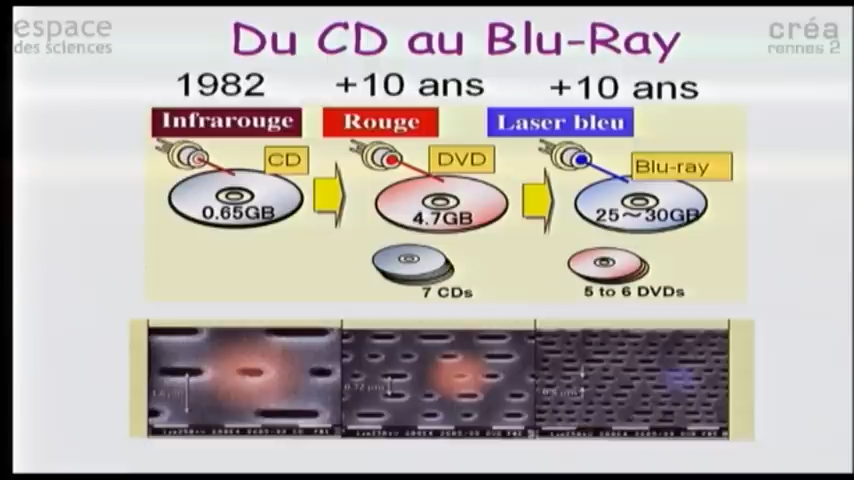 espace
des sciences
Du CD au Blu-Ray
créa
rennes 2
1982
+10 ans
+10 ans
Infrarouge
Rouge
Laser bleu
CD
DVD
Blu-ray
0.65GB
4.7GB
25～30GB
7 CDs
5 to 6 DVDs